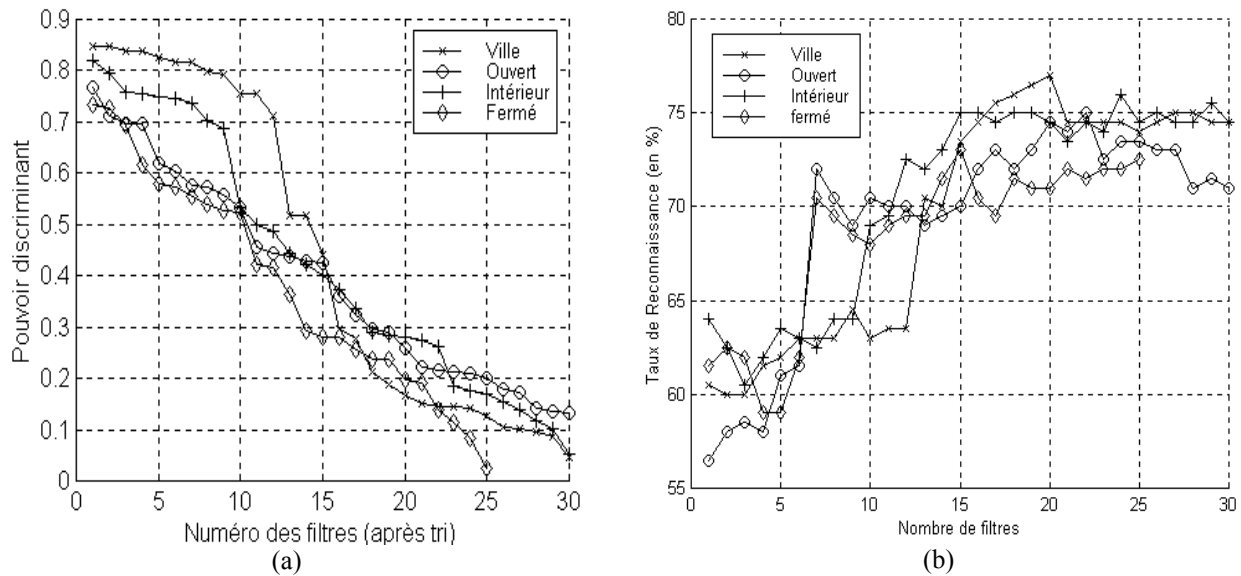 0.9
0.8
0.7
0.6
0.5
0.4
0.3
0.2
0.1
0
Pouvoir discriminant
Ville
Ouvert
Intérieur
Fermé
0 5 10 15 20 25 30
Numéro des filtres (après tri)
(a)
80
75
70
65
60
55
Taux de Reconnaissance (en %)
Ville
Ouvert
Intérieur
fermé
0 5 10 15 20 25 30
Nombre de filtres
(b)